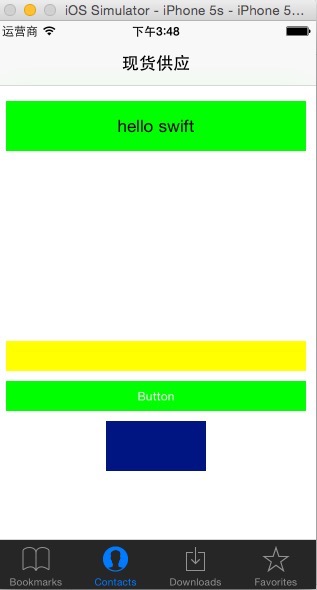 iOS Simulator - iPhone 5s - iPhone 5...
运营商 下午3:48
现货供应
hello swift
Button
Bookmarks Contacts Downloads Favorites